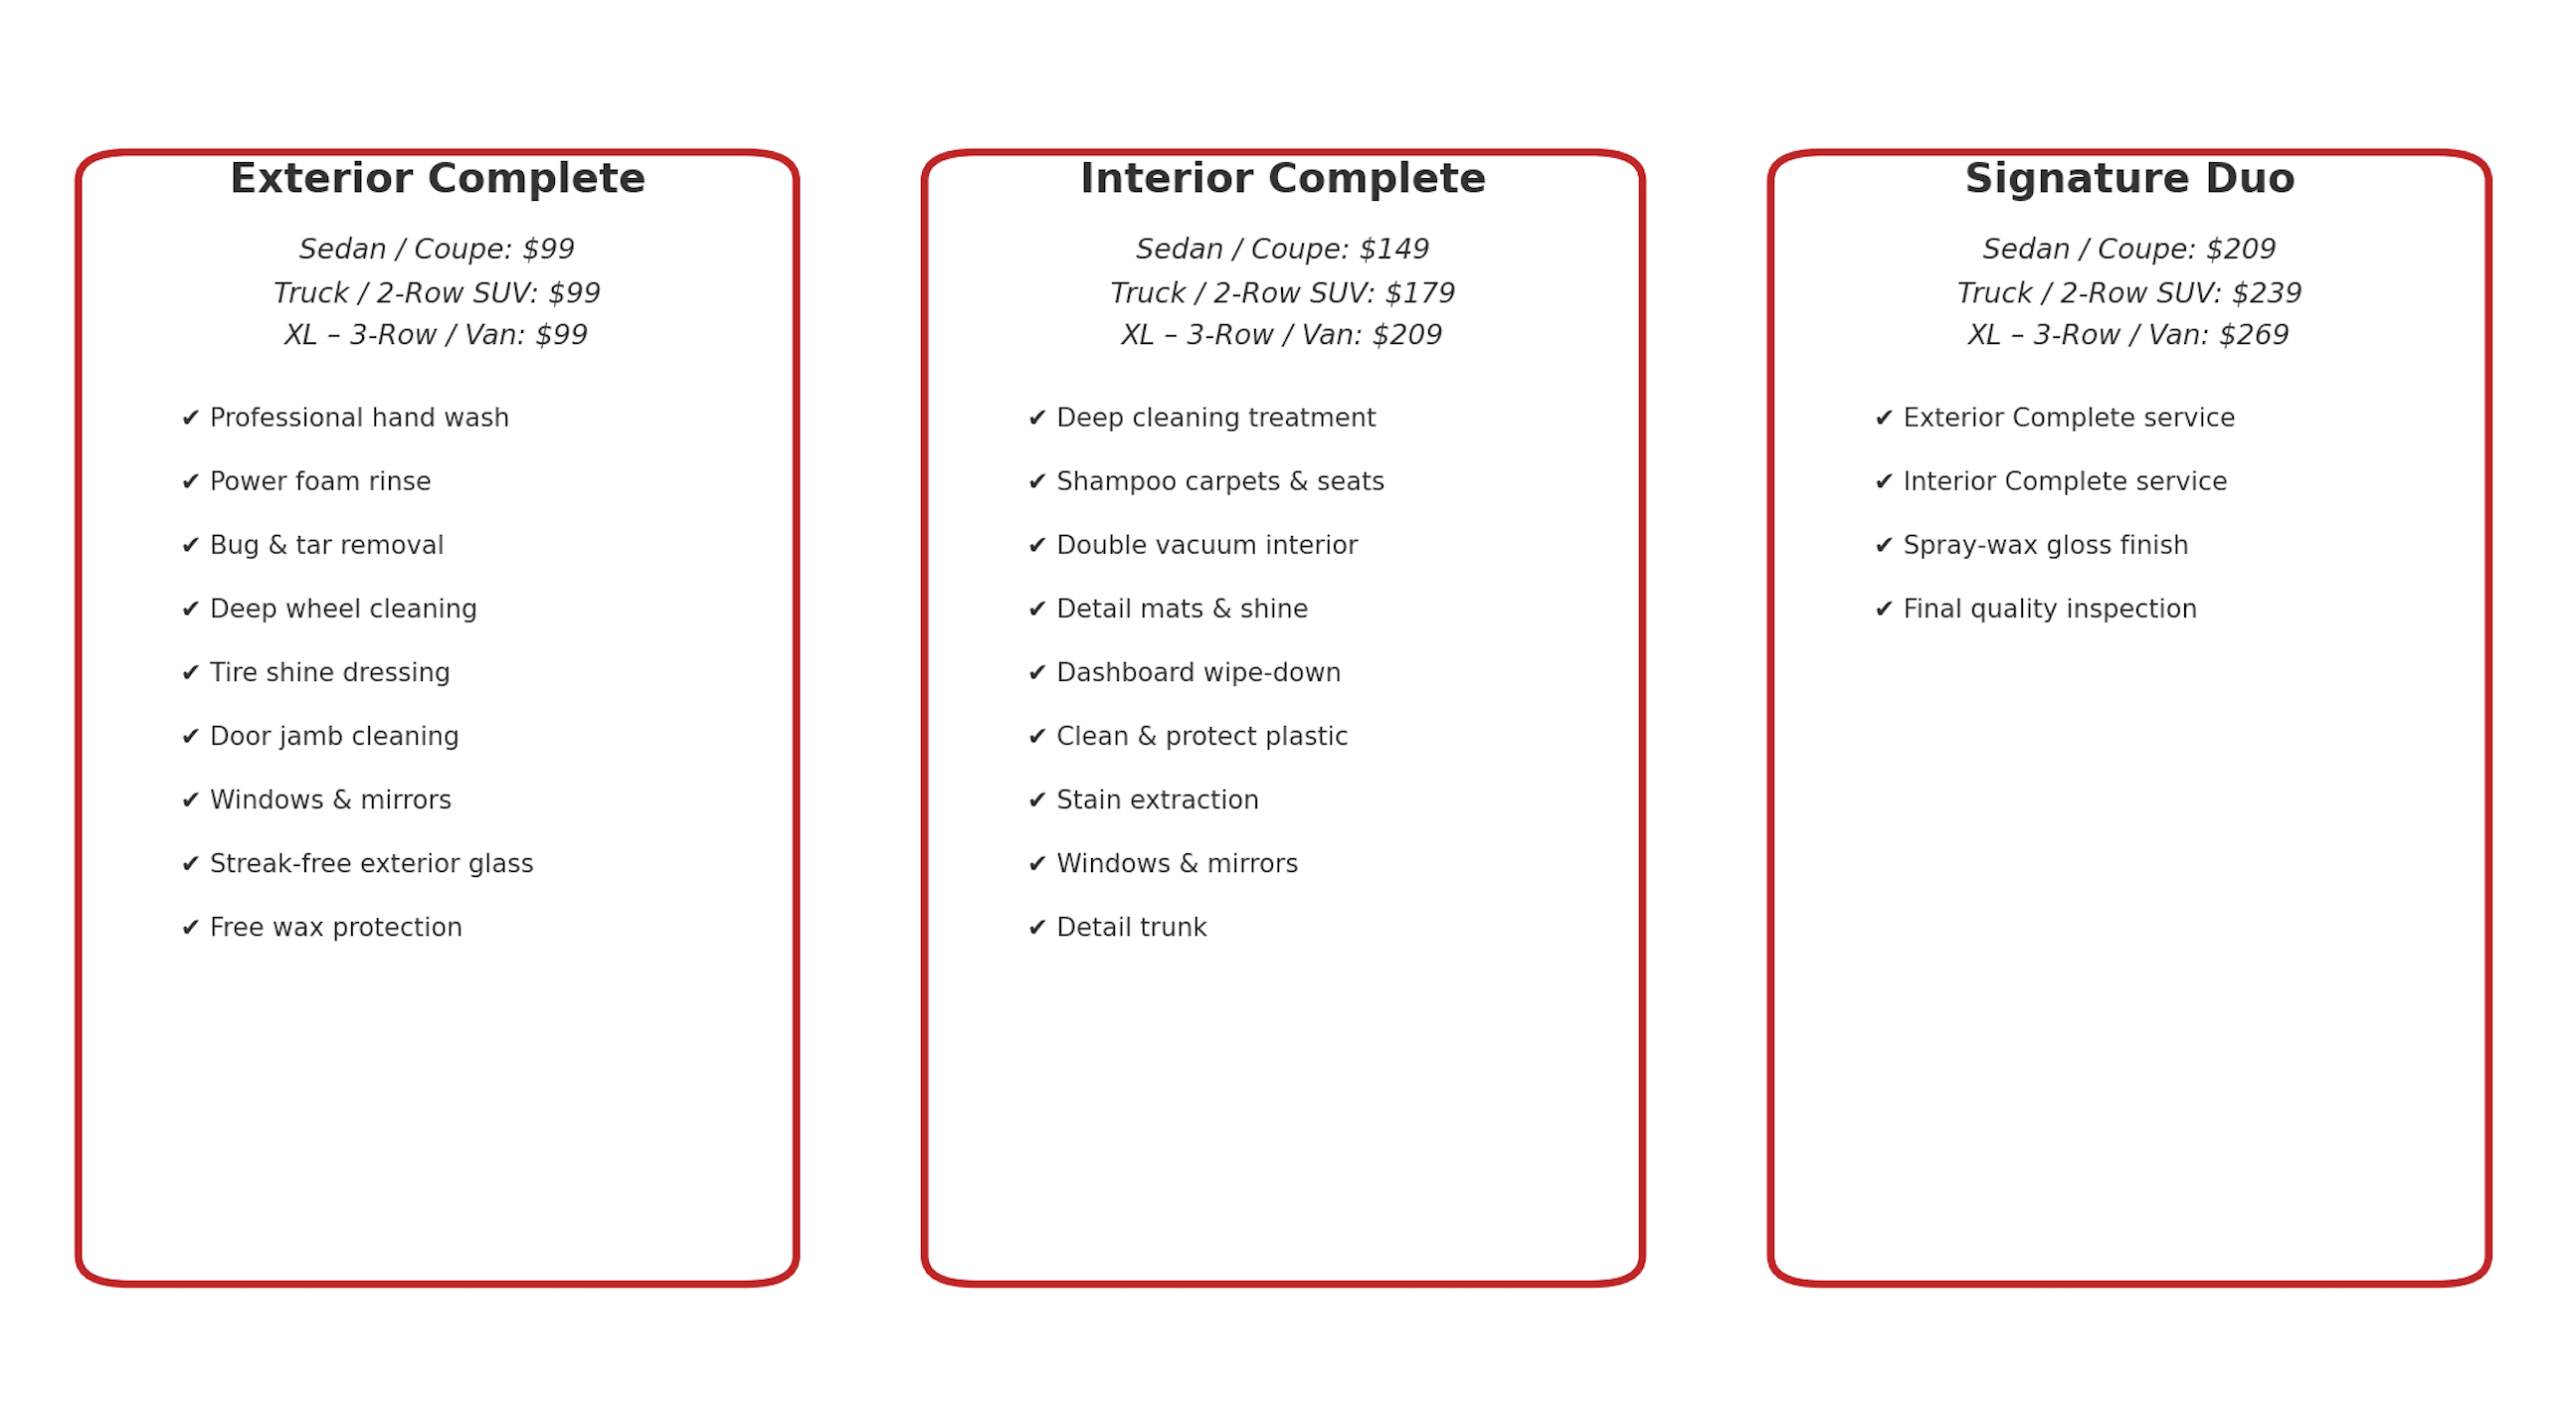 Exterior Complete
Sedan / Coupe: $99
Truck / 2-Row SUV: $99
XL – 3-Row / Van: $99
✔ Professional hand wash
✔ Power foam rinse
✔ Bug & tar removal
✔ Deep wheel cleaning
✔ Tire shine dressing
✔ Door jamb cleaning
✔ Windows & mirrors
✔ Streak-free exterior glass
✔ Free wax protection
Interior Complete
Sedan / Coupe: $149
Truck / 2-Row SUV: $179
XL – 3-Row / Van: $209
✔ Deep cleaning treatment
✔ Shampoo carpets & seats
✔ Double vacuum interior
✔ Detail mats & shine
✔ Dashboard wipe-down
✔ Clean & protect plastic
✔ Stain extraction
✔ Windows & mirrors
✔ Detail trunk
Signature Duo
Sedan / Coupe: $209
Truck / 2-Row SUV: $239
XL – 3-Row / Van: $269
✔ Exterior Complete service
✔ Interior Complete service
✔ Spray-wax gloss finish
✔ Final quality inspection